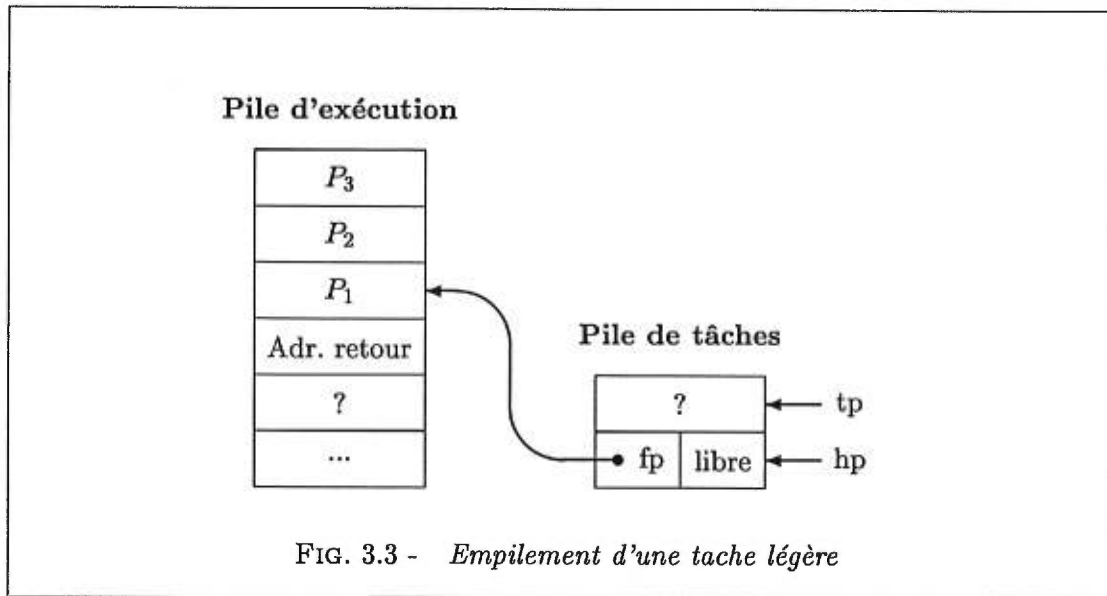 Pile d'exécution
P3
P2
P1
Adr. retour
?
...
Pile de tâches
? tp
fp libre hp
FIG. 3.3 - Empilement d'une tache légère